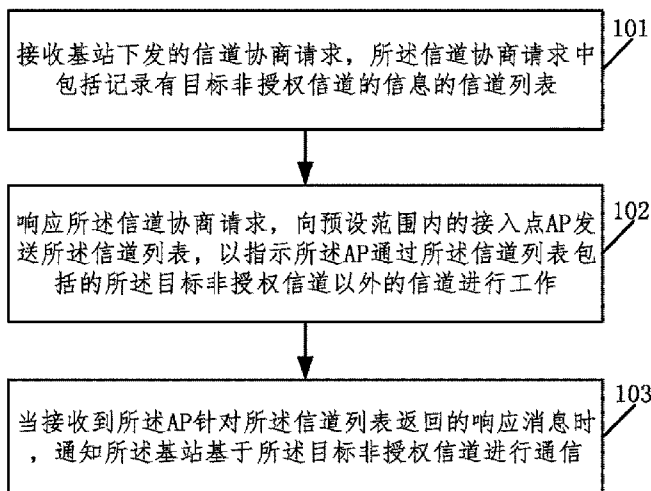 接收基站下发的信道协商请求，所述信道协商请求中
包括记录有目标非授权信道的信息的信道列表
101
响应所述信道协商请求，向预设范围内的接入点AP发
送所述信道列表，以指示所述AP通过所述信道列表包
括的所述目标非授权信道以外的信道进行工作
102
当接收到所述AP针对所述信道列表返回的响应消息时
，通知所述基站基于所述目标非授权信道进行通信
103